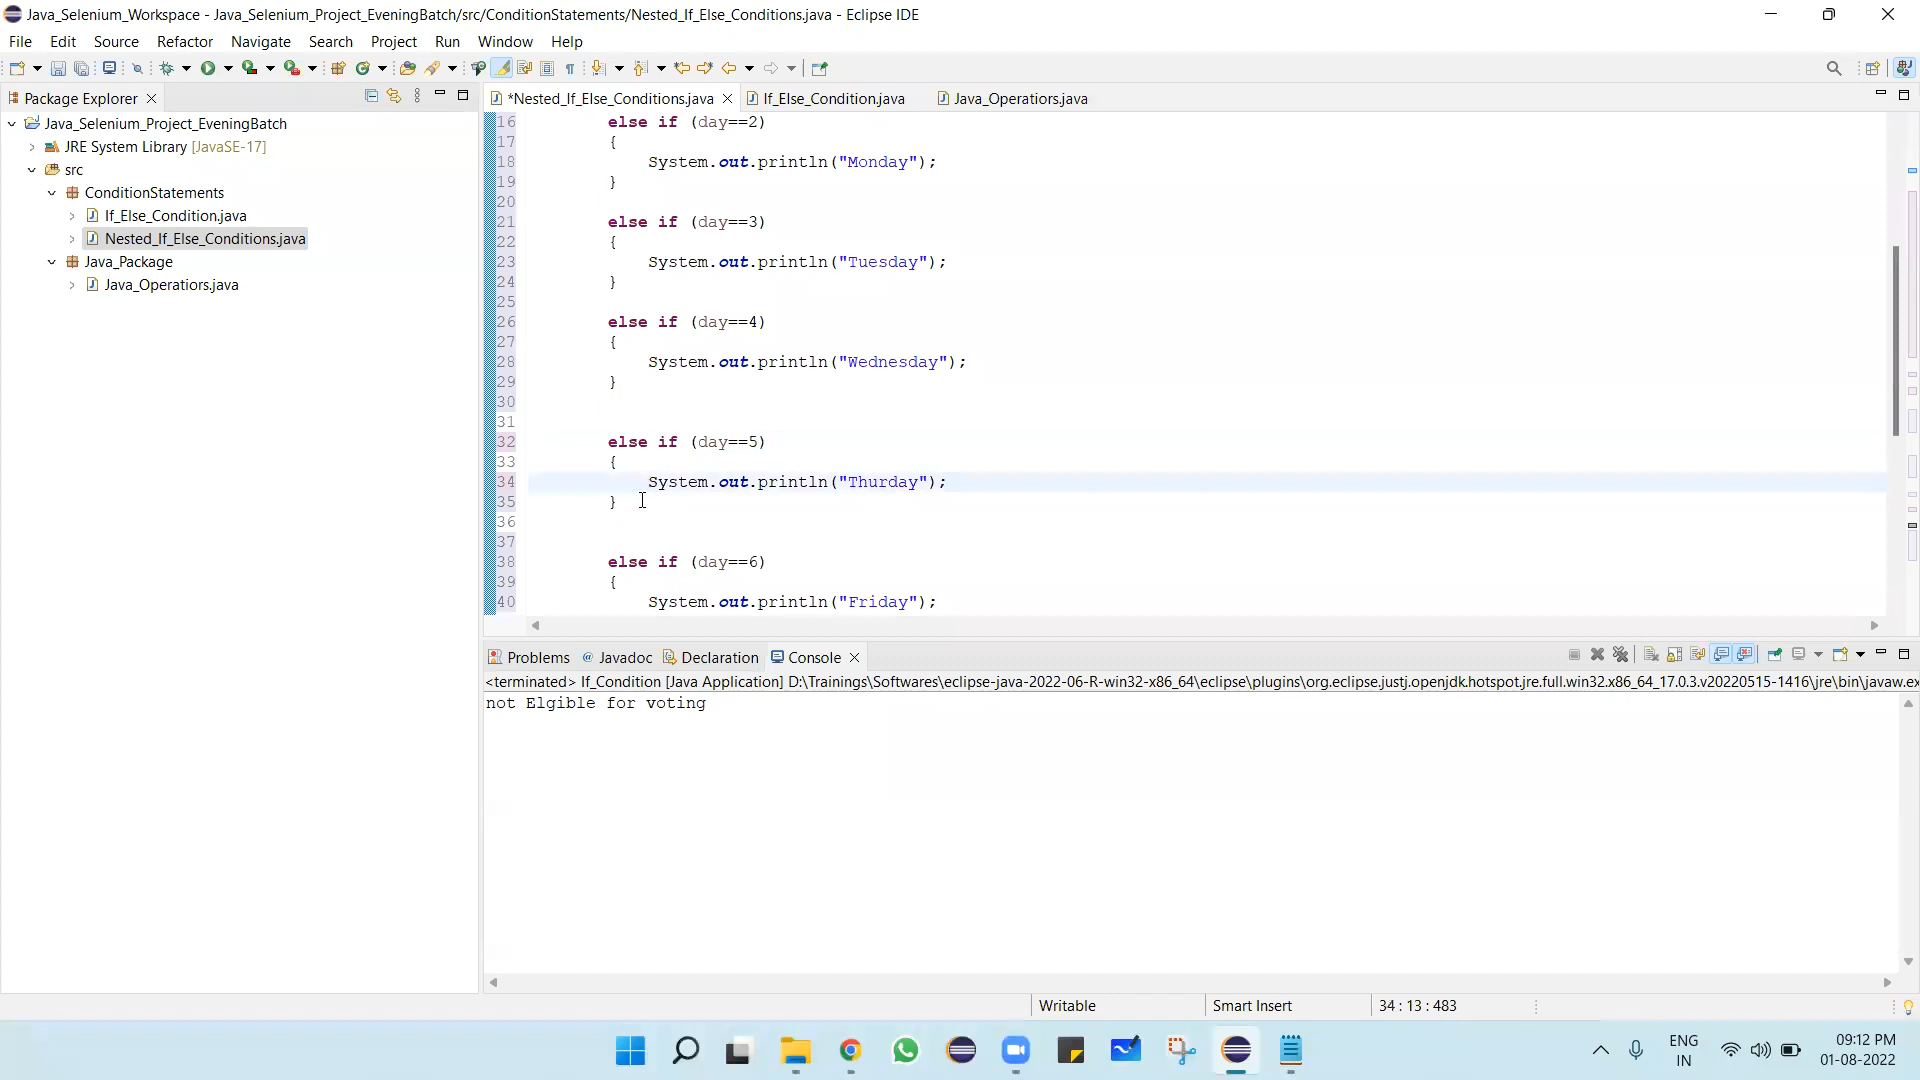 Java_Selenium_Workspace - Java_Selenium_Project_EveningBatch/src/ConditionStatements/Nested_If_Else_Conditions.java - Eclipse IDE
File Edit Source Refactor Navigate Search Project Run Window Help
Package Explorer
Java_Selenium_Project_EveningBatch
JRE System Library [JavaSE-17]
src
ConditionStatements
If_Else_Condition.java
Nested_If_Else_Conditions.java
Java_Package
Java_Operatiors.java
*Nested_If_Else_Conditions.java If_Else_Condition.java Java_Operatiors.java
16 else if (day==2)
17 {
18 System.out.println("Monday");
19 }
20
21 else if (day==3)
22 {
23 System.out.println("Tuesday");
24 }
25
26 else if (day==4)
27 {
28 System.out.println("Wednesday");
29 }
30
31
32 else if (day==5)
33 {
34 System.out.println("Thurday");
35 }
36
37
38 else if (day==6)
39 {
40 System.out.println("Friday");
Problems Javadoc Declaration Console
<terminated> If_Condition [Java Application] D:\Trainings\Softwares\eclipse-java-2022-06-R-win32-x86_64\eclipse\plugins\org.eclipse.justj.openjdk.hotspot.jre.full.win32.x86_64_17.0.3.v20220515-1416\jre\bin\javaw.ex
not Elgible for voting
Writable Smart Insert 34 : 13 : 483
ENG
IN
09:12 PM
01-08-2022